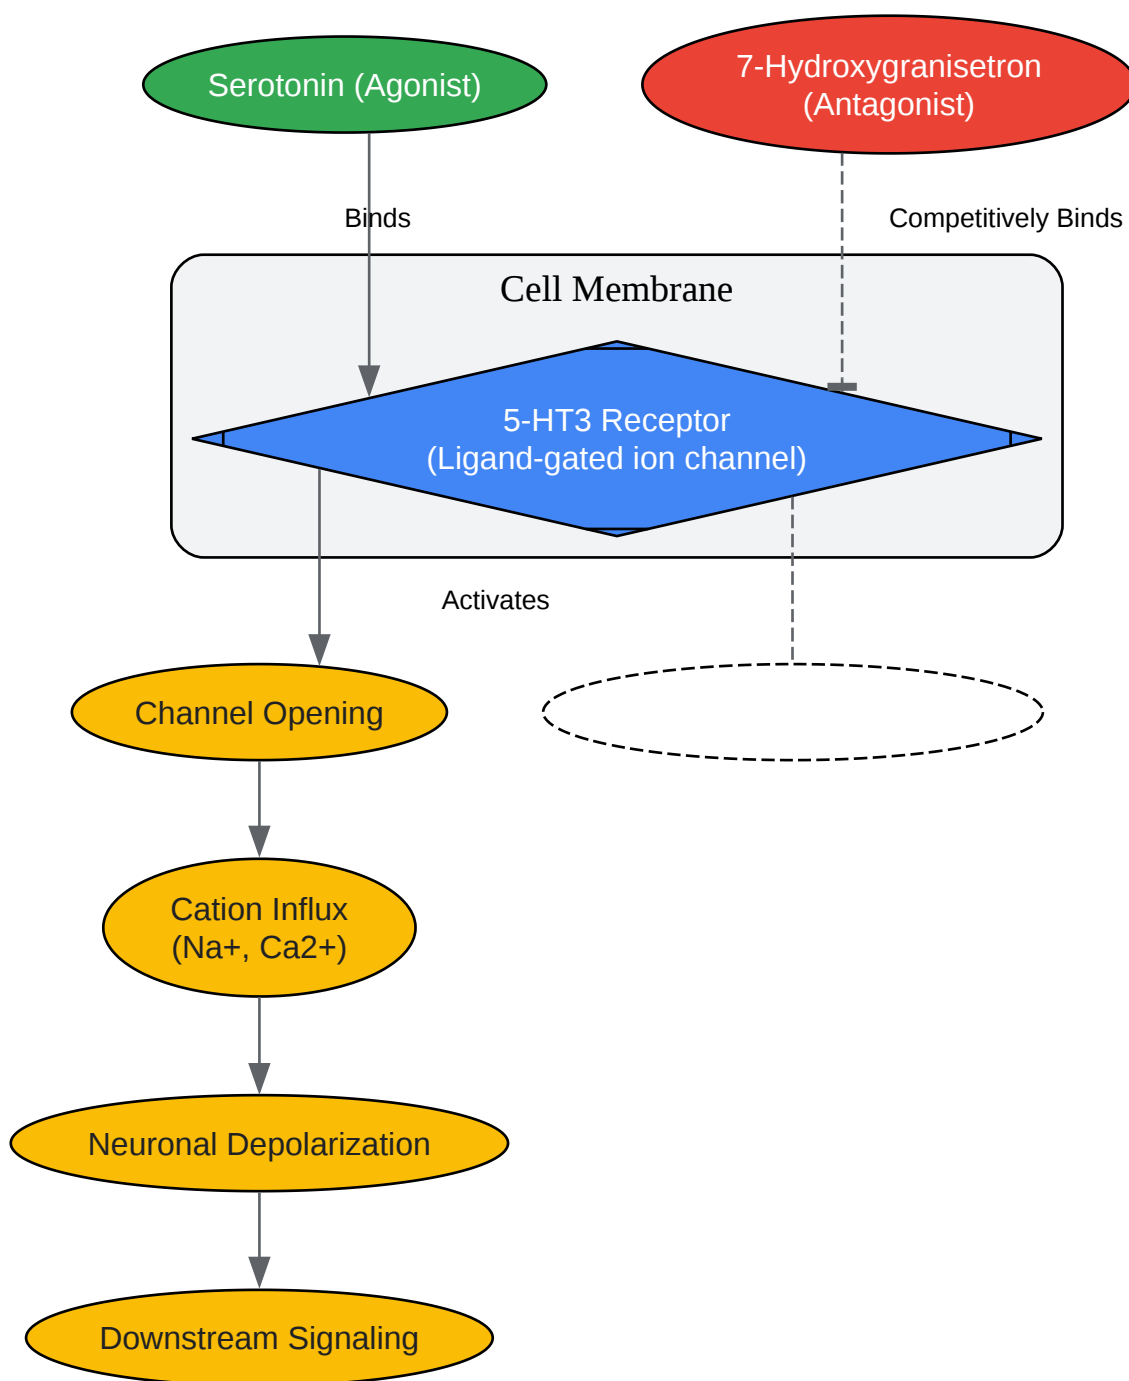 Serotonin (Agonist)
7-Hydroxygranisetron
(Antagonist)
Binds
Competitively Binds
Cell Membrane
5-HT3 Receptor
(Ligand-gated ion channel)
Activates
Channel Opening
Cation Influx
(Na+, Ca2+)
Neuronal Depolarization
Downstream Signaling